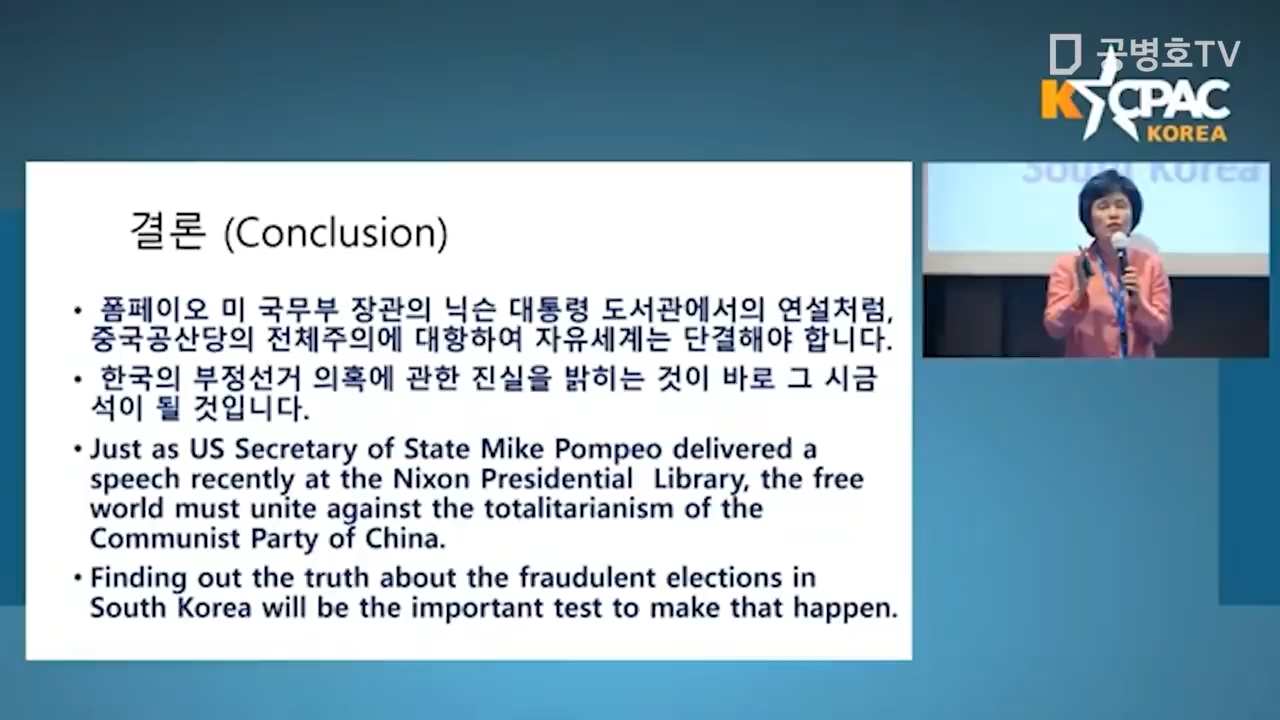 공병호TV
K CPAC
KOREA
South Korea
결론 (Conclusion)
• 폼페이오 미 국무부 장관의 닉슨 대통령 도서관에서의 연설처럼,
중국공산당의 전체주의에 대항하여 자유세계는 단결해야 합니다.
• 한국의 부정선거 의혹에 관한 진실을 밝히는 것이 바로 그 시금
석이 될 것입니다.
• Just as US Secretary of State Mike Pompeo delivered a
speech recently at the Nixon Presidential Library, the free
world must unite against the totalitarianism of the
Communist Party of China.
• Finding out the truth about the fraudulent elections in
South Korea will be the important test to make that happen.